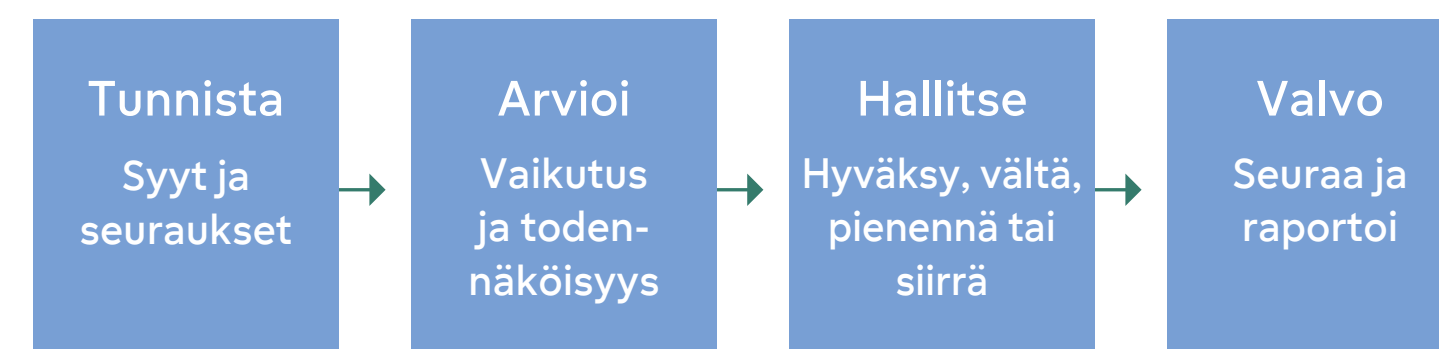 Tunnista
Syyt ja
seuraukset
Arvioi
Vaikutus
ja toden-
näköisyys
Hallitse
Hyväksy, vältä,
pienennä tai
siirrä
Valvo
Seuraa ja
raportoi